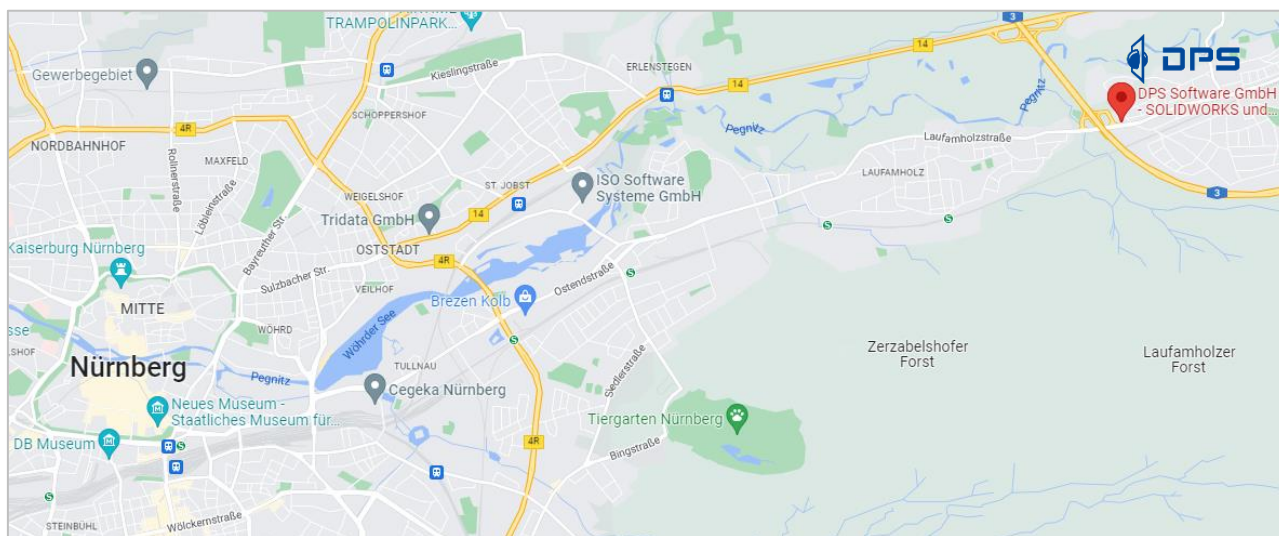 TRAMPOLINPARK...
3
DPS
14
Gewerbegebiet
Kieslingstraße
ERLENSTEGEN
14
DPS Software GmbH
- SOLIDWORKS und...
Pegnitz
SCHOPPERSHOF
4R
Pegnitz
NORDBAHNHOF
Rollnerstraße
MAXFELD
Laufamholzstraße
Löbleinstraße
ST. JOBST
ISO Software
Systeme GmbH
LAUFAMHOLZ
WEIGELSHOF
3
Tridata GmbH
14
Bayreuther Str.
Kaiserburg Nürnberg
OSTSTADT
4R
Sulzbacher Str.
Ostendstraße
VEILHOF
Brezen Kolb
MITTE
WÖHRD
Wöhrder See
Zerzabelshofer
Forst
Laufamholzer
Forst
Nürnberg
TULLNAU
Siedlerstraße
Pegnitz
Cegeka Nürnberg
Neues Museum -
Staatliches Museum für...
Tiergarten Nürnberg
DB Museum
4R
Bingstraße
STEINBÜHL
Wölckernstraße